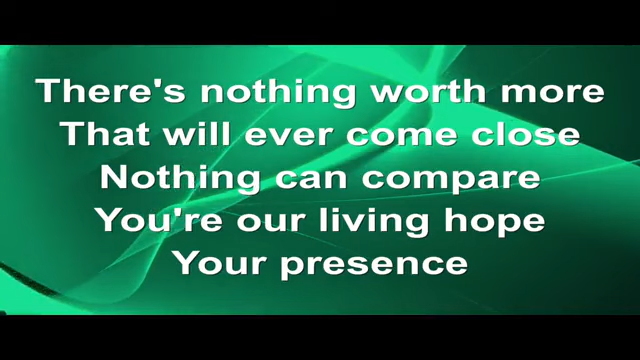 There's nothing worth more
That will ever come close
Nothing can compare
You're our living hope
Your presence